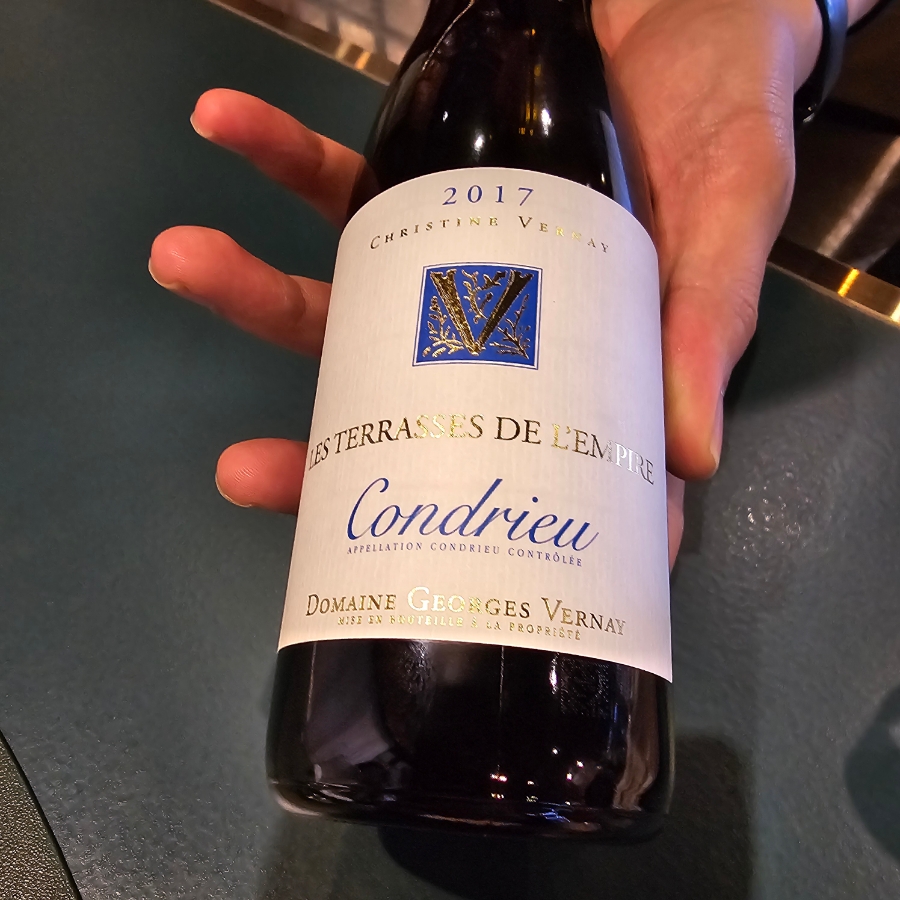 2017
CHRISTINE VERNAY
V
LES TERRASSES DE L'EMPIRE
Condrieu
APPELLATION CONDRIEU CONTRÔLÉE
DOMAINE GEORGES VERNAY
MISE EN BOUTEILLE À LA PROPRIÉTÉ